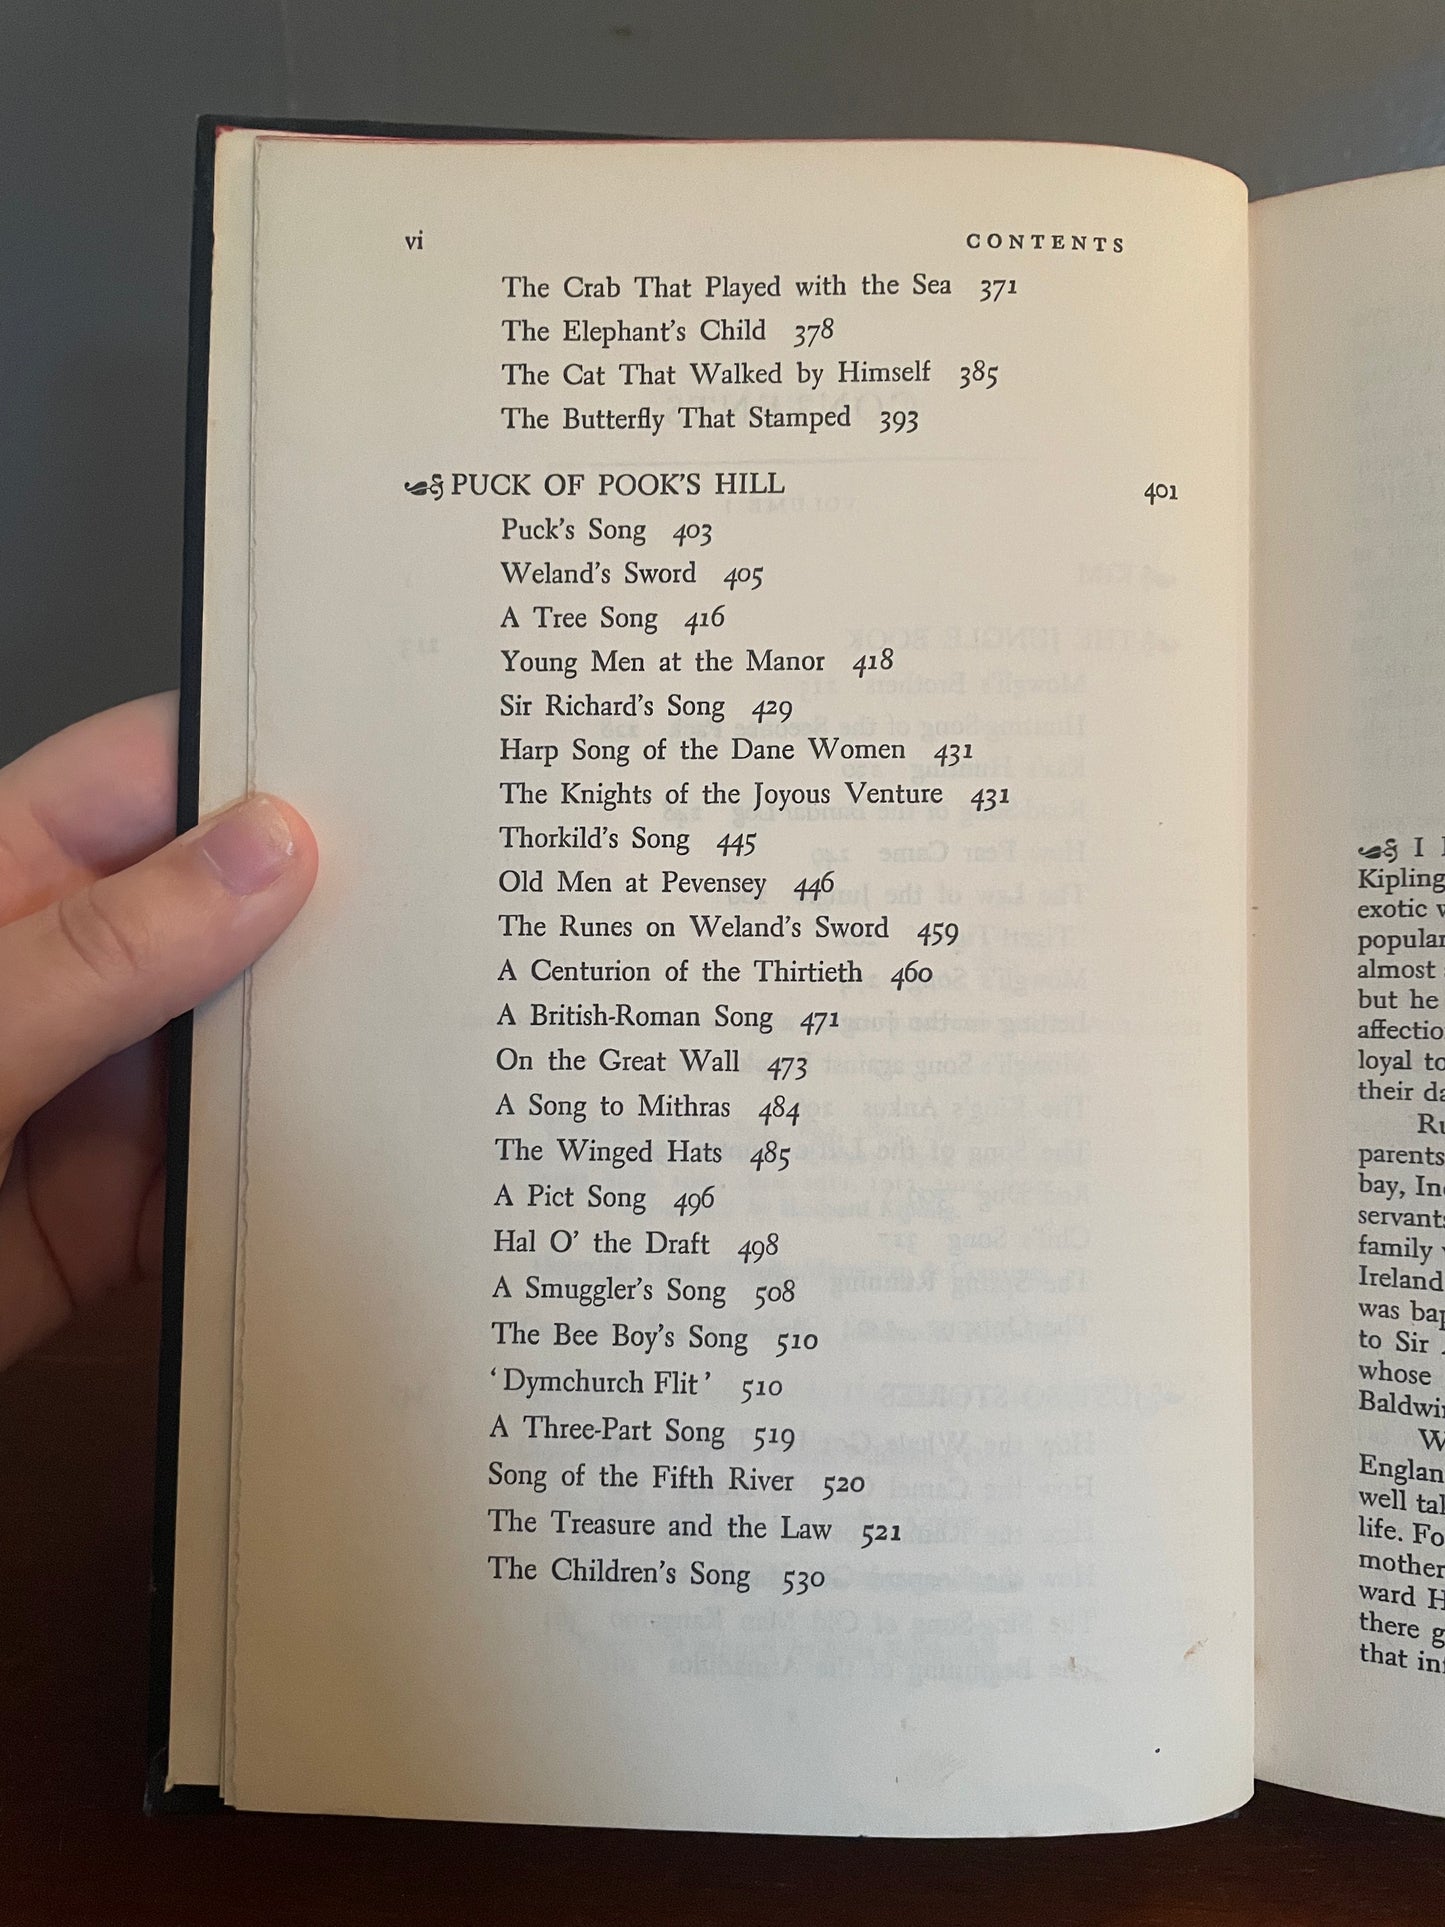 vi CONTENTS
The Crab That Played with the Sea 371
The Elephant's Child 378
The Cat That Walked by Himself 385
The Butterfly That Stamped 393
PUCK OF POOK'S HILL 401
Puck's Song 403
Weland's Sword 405
A Tree Song 416
Young Men at the Manor 418
Sir Richard's Song 429
Harp Song of the Dane Women 431
The Knights of the Joyous Venture 431
Thorkild's Song 445
Old Men at Pevensey 446
The Runes on Weland's Sword 459
A Centurion of the Thirtieth 460
A British-Roman Song 471
On the Great Wall 473
A Song to Mithras 484
The Winged Hats 485
A Pict Song 496
Hal O' the Draft 498
A Smuggler's Song 508
The Bee Boy's Song 510
'Dymchurch Flit' 510
A Three-Part Song 519
Song of the Fifth River 520
The Treasure and the Law 521
The Children's Song 530
I
Kipling
exotic
popular
almost
but he
affectio
loyal to
their da
Ru
parents
bay, In
servants
family
Ireland
was bap
to Sir
whose
Baldwi
W
Englan
well tal
life. Fo
mother
ward H
there g
that in